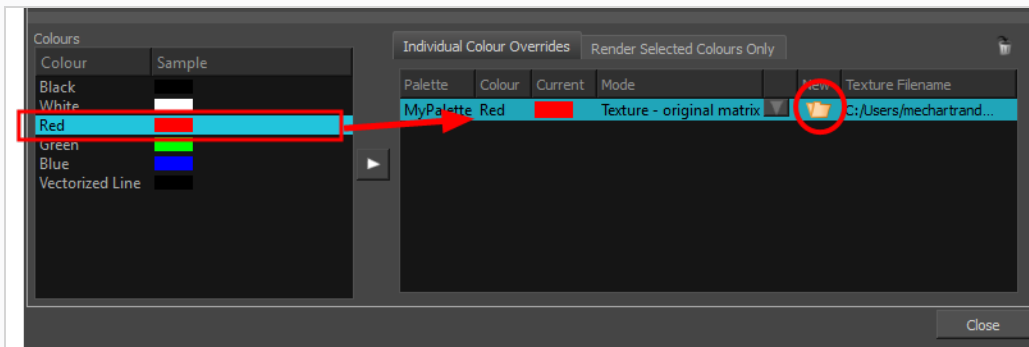 Colours
Colour Sample
Black
White
Red
Green
Blue
Vectorized Line
Individual Colour Overrides Render Selected Colours Only
Palette Colour Current Mode New Texture Filename
MyPalette Red Texture - original matrix C:/Users/mechartrand...
Close